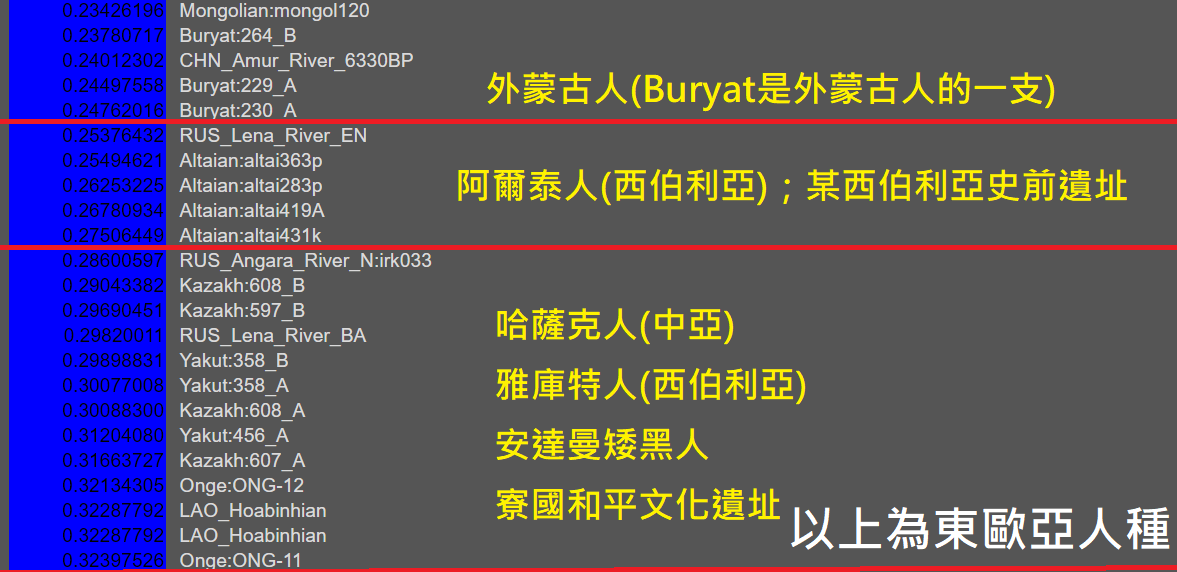 0.23426196 Mongolian:mongol120
0.23780717 Buryat:264_B
0.24012302 CHN_Amur_River_6330BP
0.24497558 Buryat:229_A
0.24762016 Buryat:230_A
外蒙古人(Buryat是外蒙古人的一支)
0.25376432 RUS_Lena_River_EN
0.25494621 Altaian:altai363p
0.26253225 Altaian:altai283p
0.26780934 Altaian:altai419A
0.27506449 Altaian:altai431k
阿爾泰人(西伯利亞)；某西伯利亞史前遺址
0.28600597 RUS_Angara_River_N:irk033
0.29043382 Kazakh:608_B
0.29690451 Kazakh:597_B
0.29820011 RUS_Lena_River_BA
0.29898831 Yakut:358_B
0.30077008 Yakut:358_A
0.30088300 Kazakh:608_A
0.31204080 Yakut:456_A
0.31663727 Kazakh:607_A
0.32134305 Onge:ONG-12
0.32287792 LAO_Hoabinhian
0.32287792 LAO_Hoabinhian
0.32397526 Onge:ONG-11
哈薩克人(中亞)
雅庫特人(西伯利亞)
安達曼矮黑人
寮國和平文化遺址
以上為東歐亞人種